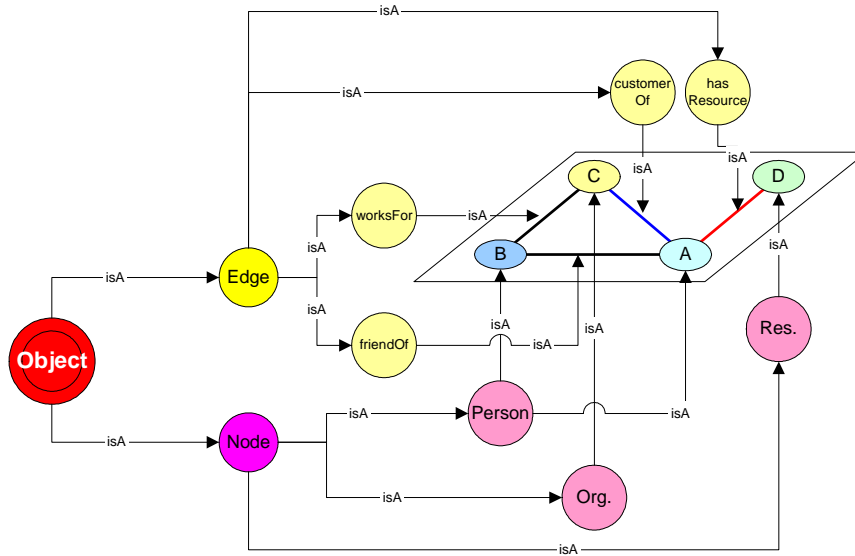 isA
isA
customer
Of
has
Resource
isA
isA
C
D
worksFor
isA
isA
B
A
isA
Edge
isA
isA
Res.
isA
isA
friendOf
isA
Object
isA
Person
isA
isA
Node
isA
Org.
isA